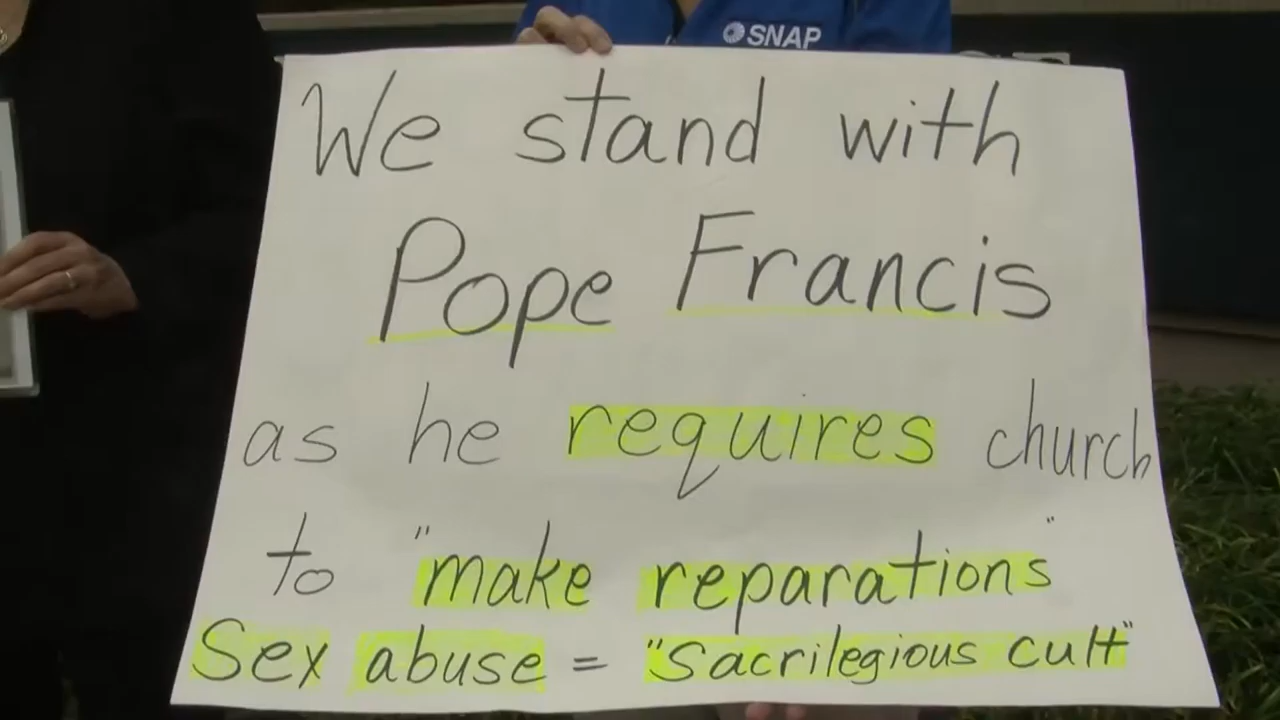 SNAP
We stand with
Pope Francis
as he requires church
to "make reparations"
Sex abuse = "Sacrilegious cult"